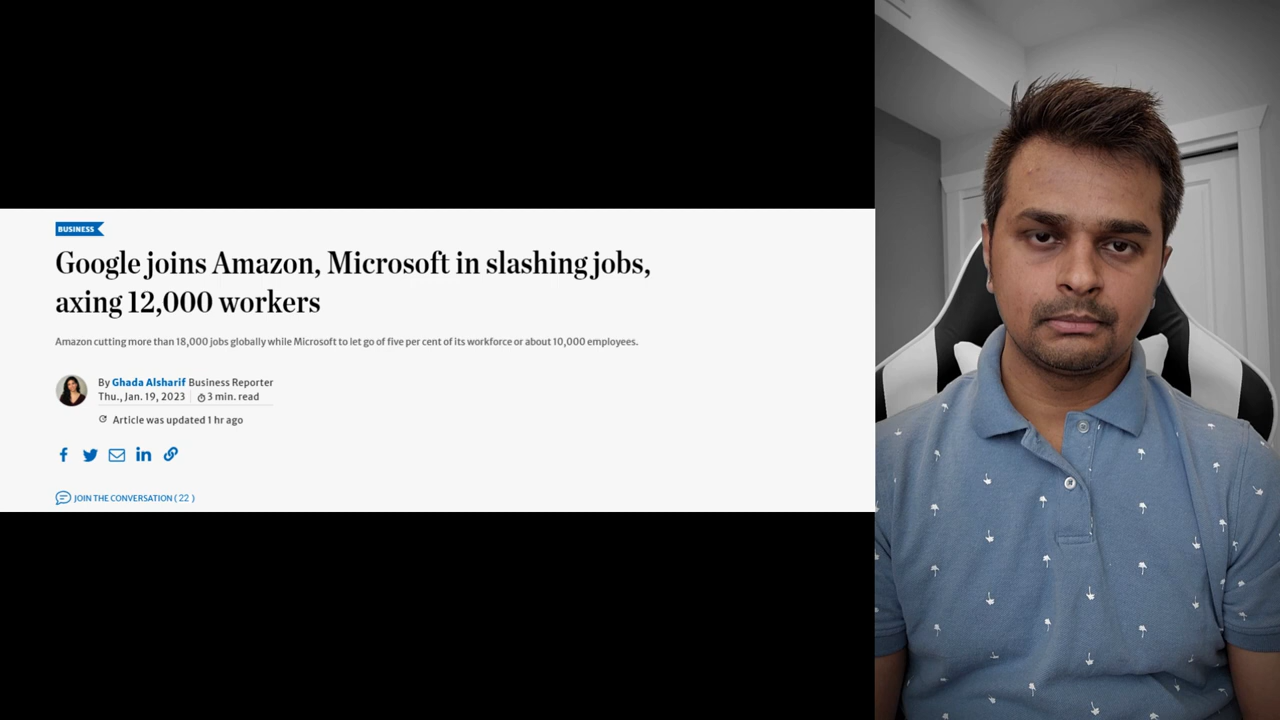 BUSINESS
Google joins Amazon, Microsoft in slashing jobs,
axing 12,000 workers
Amazon cutting more than 18,000 jobs globally while Microsoft to let go of five per cent of its workforce or about 10,000 employees.
By Ghada Alsharif Business Reporter
Thu., Jan. 19, 2023 3 min. read
Article was updated 1 hr ago
JOIN THE CONVERSATION ( 22 )